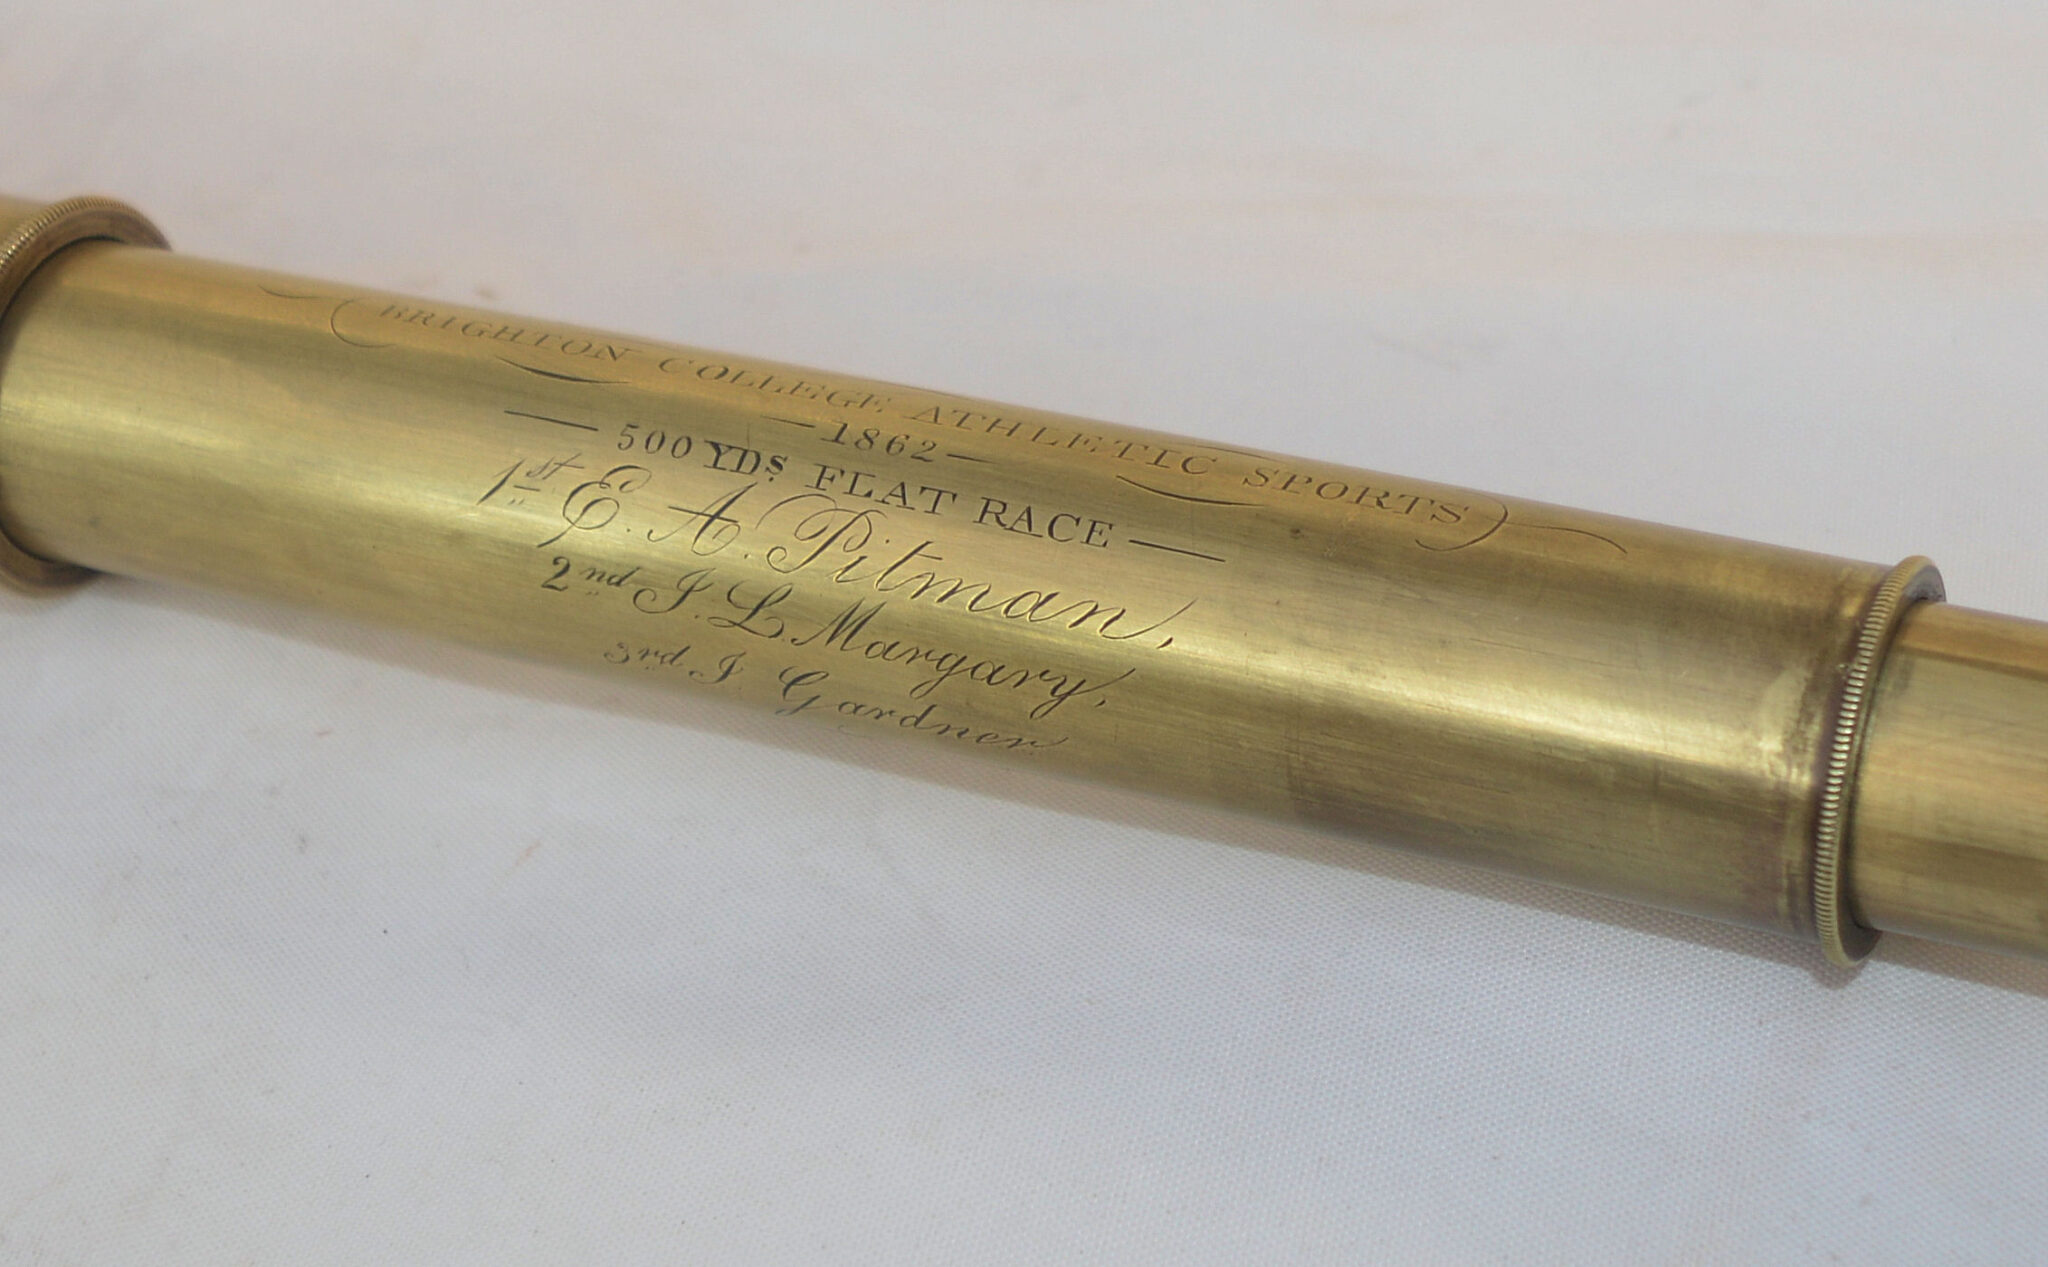 BRIGHTON COLLEGE ATHLETIC SPORTS
— 1862 —
— 500 YDS. FLAT RACE —
1st E. A. Pitman,
2nd J. L. Margary,
3rd J Gardner